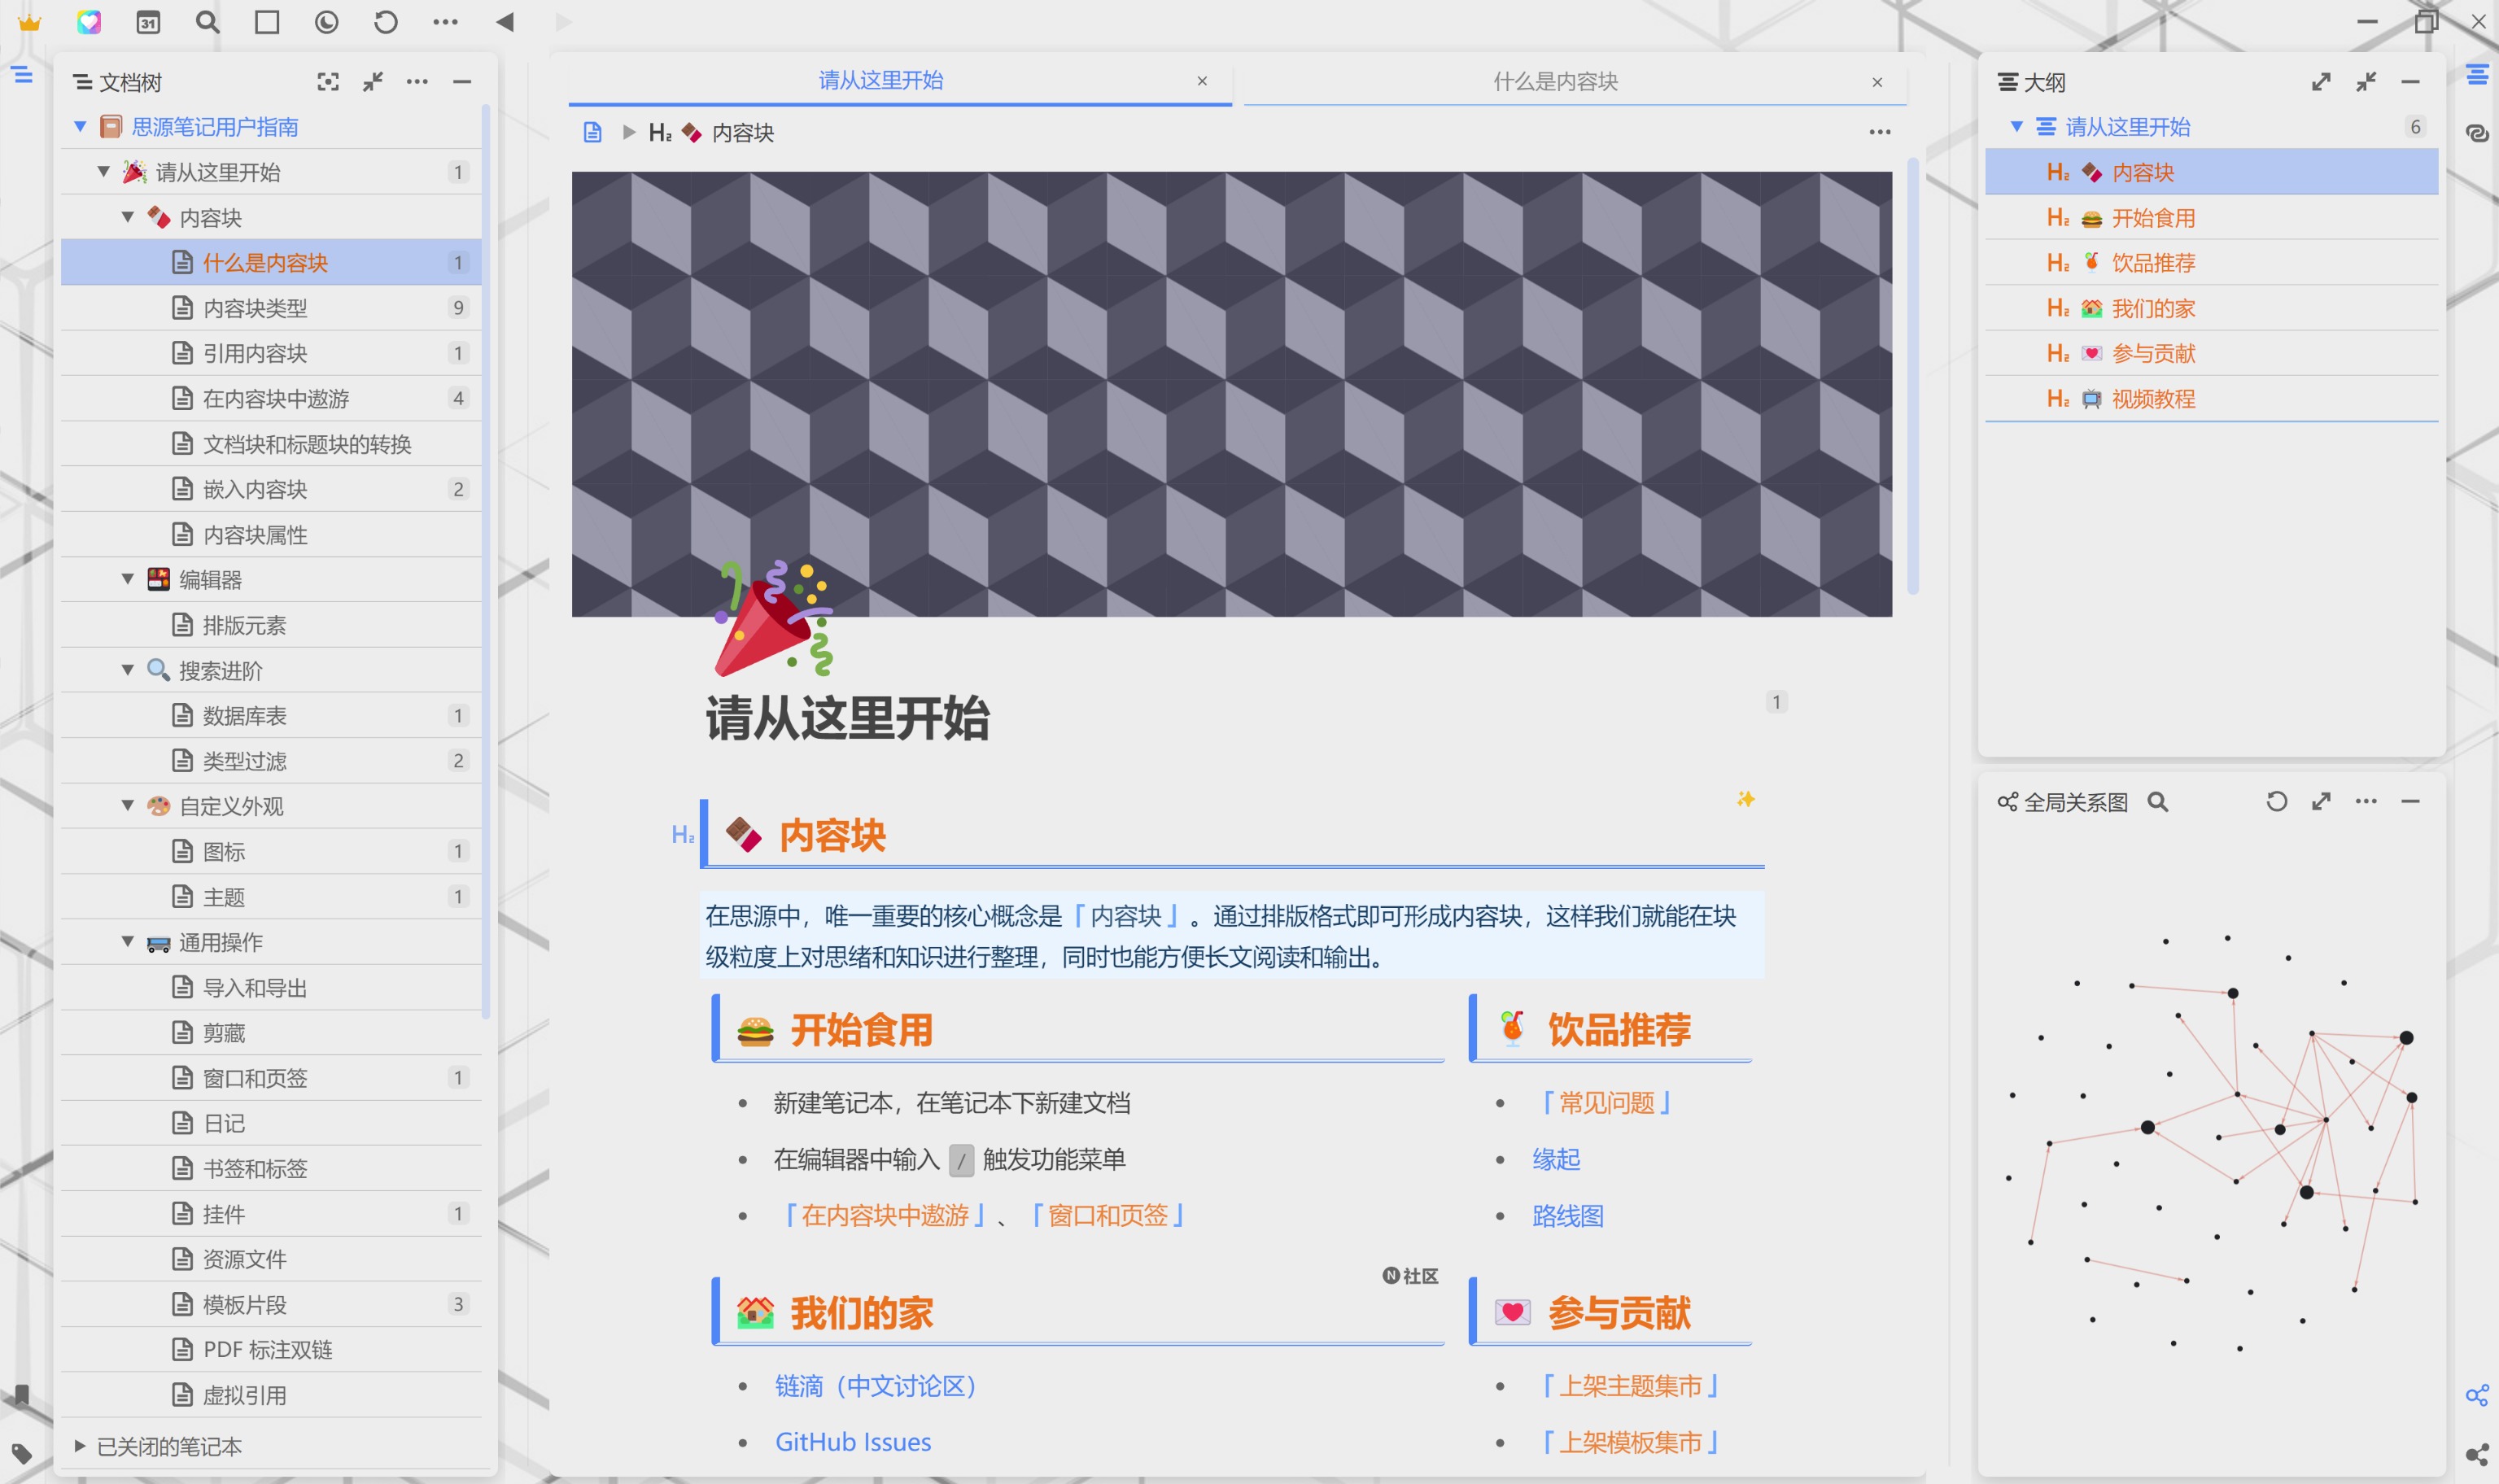 31
文档树
思源笔记用户指南
请从这里开始 1
内容块
什么是内容块 1
内容块类型 9
引用内容块 1
在内容块中遨游 4
文档块和标题块的转换
嵌入内容块 2
内容块属性
编辑器
排版元素
搜索进阶
数据库表 1
类型过滤 2
自定义外观
图标 1
主题 1
通用操作
导入和导出
剪藏
窗口和页签 1
日记
书签和标签
挂件 1
资源文件
模板片段 3
PDF 标注双链
虚拟引用
已关闭的笔记本
请从这里开始
什么是内容块
H2 内容块
请从这里开始
1
H2 内容块
在思源中，唯一重要的核心概念是「内容块」。通过排版格式即可形成内容块，这样我们就能在块
级粒度上对思绪和知识进行整理，同时也能方便长文阅读和输出。
开始食用
新建笔记本，在笔记本下新建文档
在编辑器中输入 / 触发功能菜单
「在内容块中遨游」、「窗口和页签」
饮品推荐
「常见问题」
缘起
路线图
N社区
我们的家
链滴（中文讨论区）
GitHub Issues
参与贡献
「上架主题集市」
「上架模板集市」
大纲
请从这里开始 6
H2 内容块
H2 开始食用
H2 饮品推荐
H2 我们的家
H2 参与贡献
H2 视频教程
全局关系图